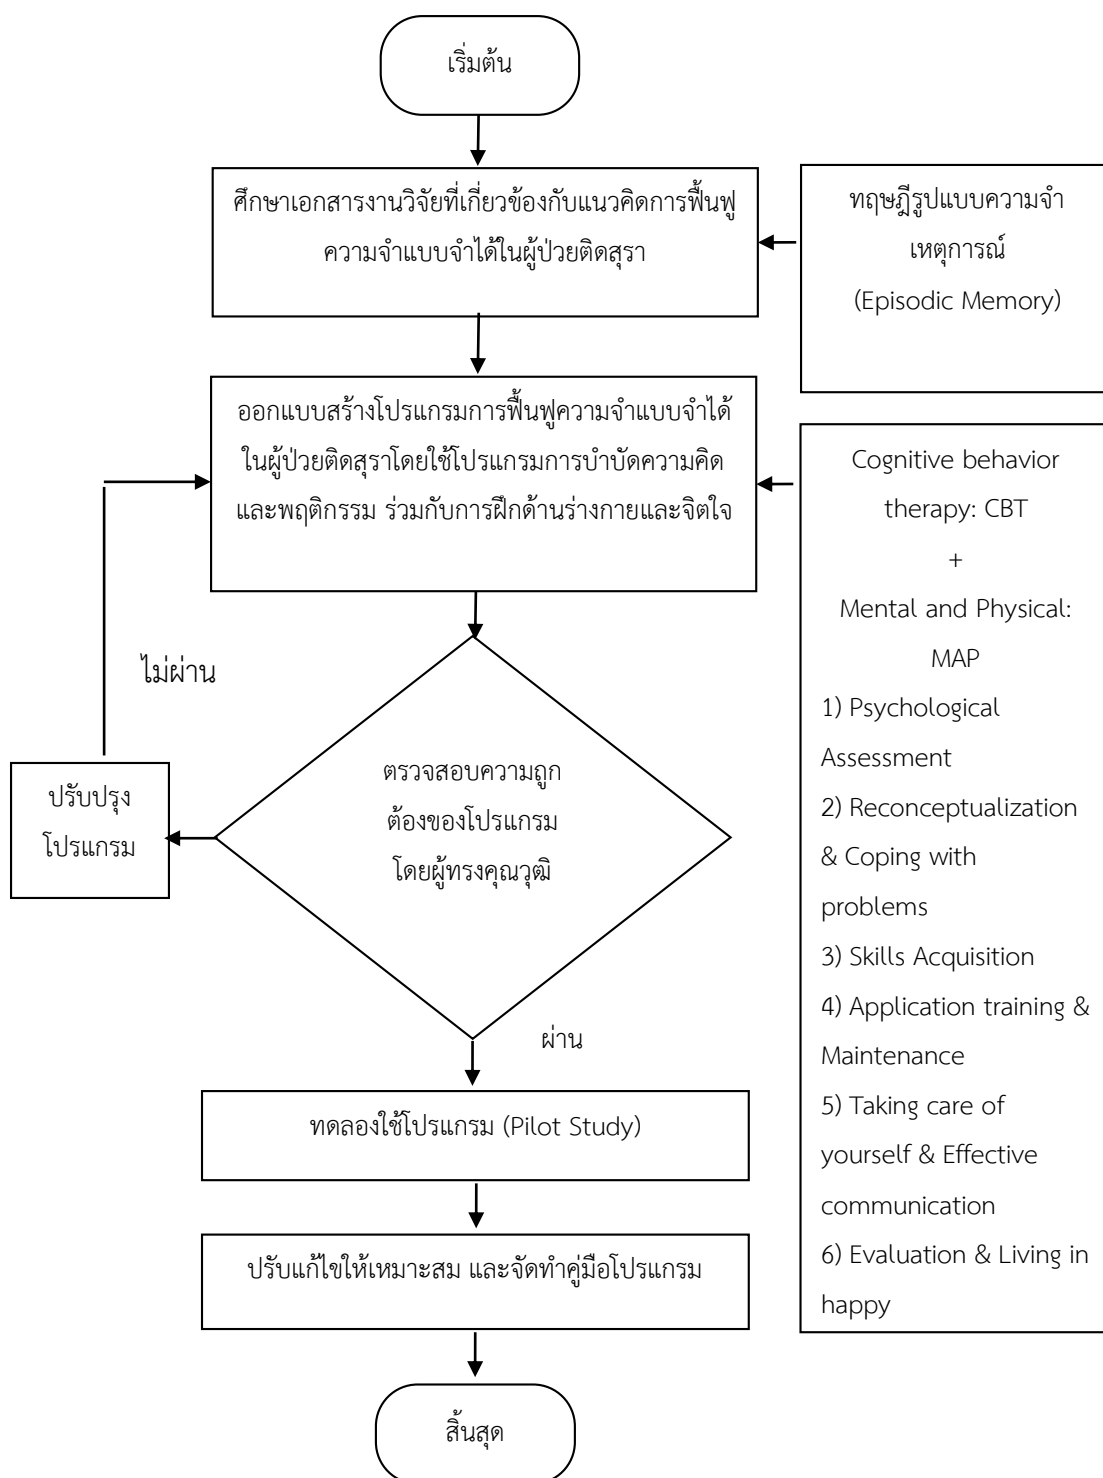 เริ่มต้น
ศึกษาเอกสารงานวิจัยที่เกี่ยวข้องกับแนวคิดการฟื้นฟู
ความจำแบบจำได้ในผู้ป่วยติดสุรา
ทฤษฎีรูปแบบความจำ
เหตุการณ์
(Episodic Memory)
ออกแบบสร้างโปรแกรมการฟื้นฟูความจำแบบจำได้
ในผู้ป่วยติดสุราโดยใช้โปรแกรมการบำบัดความคิด
และพฤติกรรม ร่วมกับการฝึกด้านร่างกายและจิตใจ
Cognitive behavior
therapy: CBT
+
Mental and Physical:
MAP
1) Psychological
Assessment
2) Reconceptualization
& Coping with
problems
3) Skills Acquisition
4) Application training &
Maintenance
5) Taking care of
yourself & Effective
communication
6) Evaluation & Living in
happy
ไม่ผ่าน
ปรับปรุง
โปรแกรม
ตรวจสอบความถูก
ต้องของโปรแกรม
โดยผู้ทรงคุณวุฒิ
ผ่าน
ทดลองใช้โปรแกรม (Pilot Study)
ปรับแก้ไขให้เหมาะสม และจัดทำคู่มือโปรแกรม
สิ้นสุด